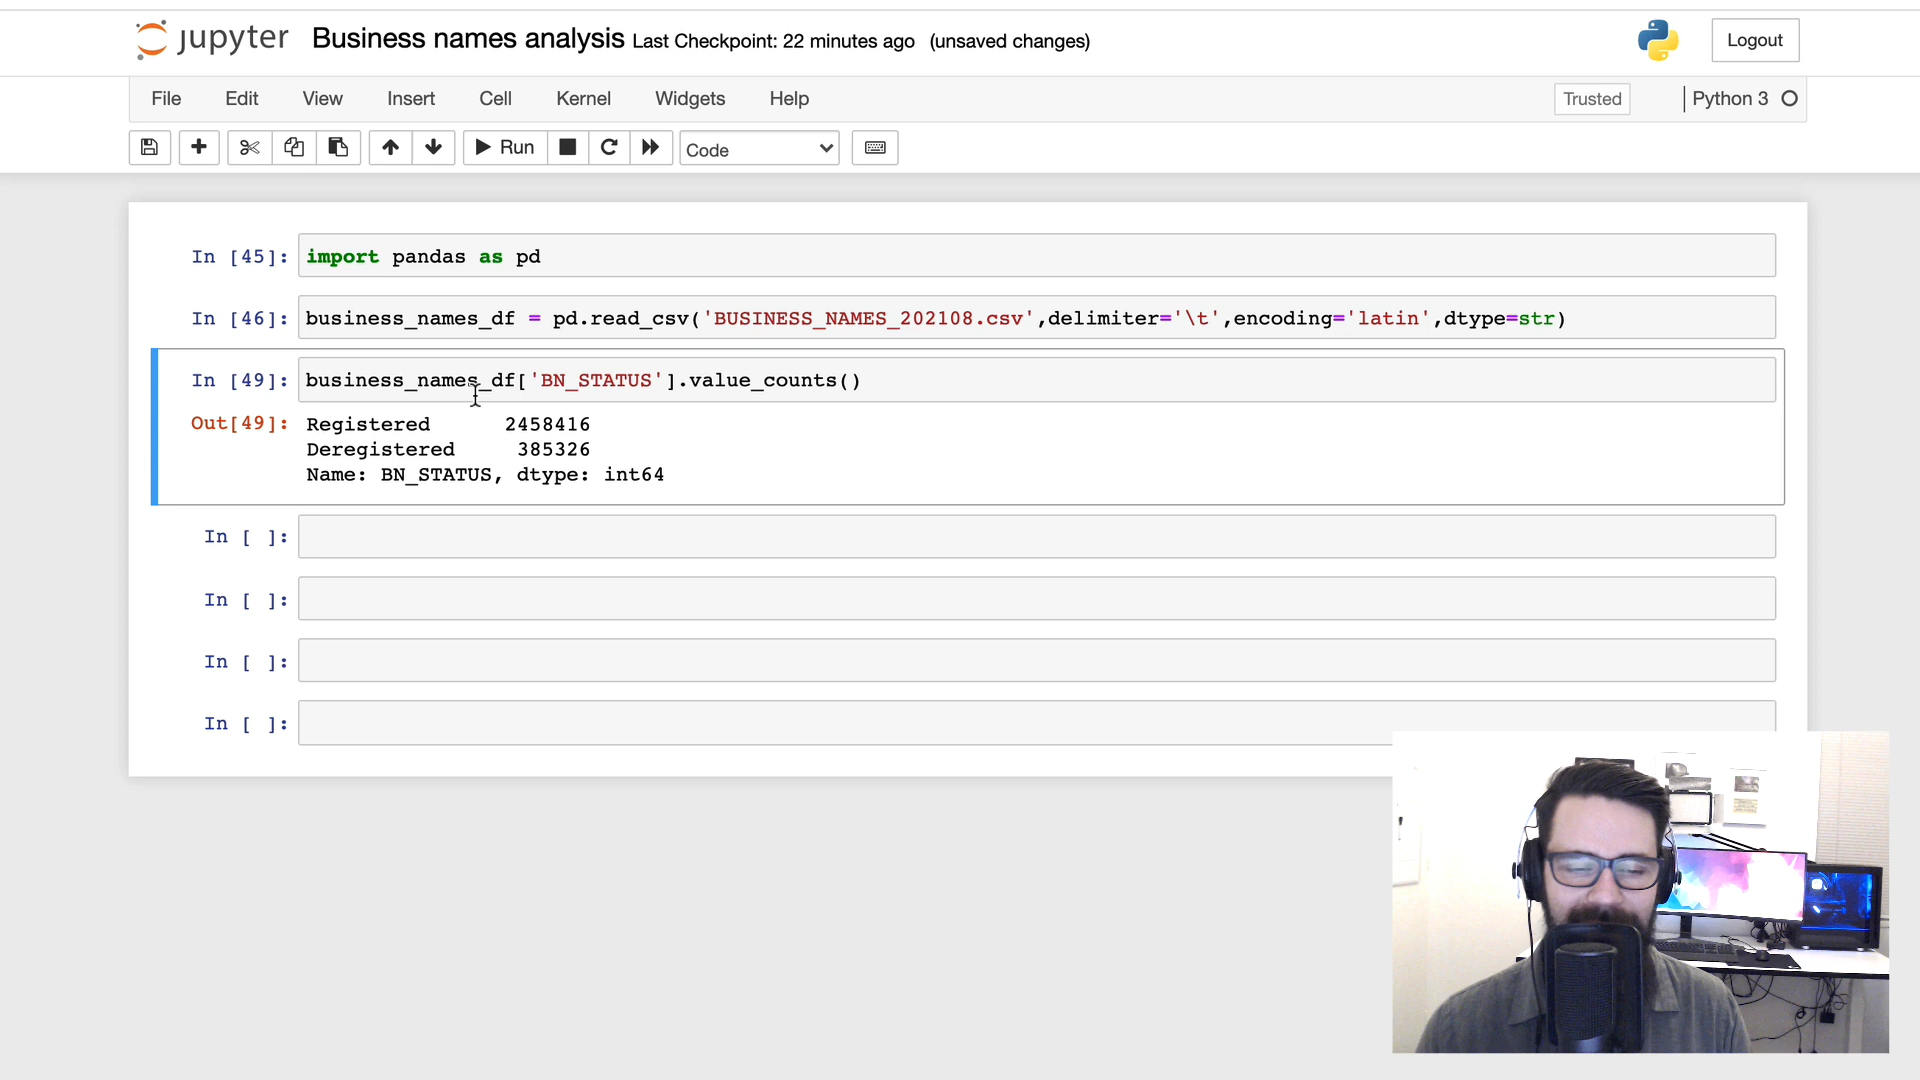 jupyter Business names analysis Last Checkpoint: 22 minutes ago (unsaved changes) Logout
File Edit View Insert Cell Kernel Widgets Help Trusted Python 3
Run Code
In [45]: import pandas as pd
In [46]: business_names_df = pd.read_csv('BUSINESS_NAMES_202108.csv',delimiter='\t',encoding='latin',dtype=str)
In [49]: business_names_df['BN_STATUS'].value_counts()
Out[49]: Registered 2458416
Deregistered 385326
Name: BN_STATUS, dtype: int64
In [ ]:
In [ ]:
In [ ]:
In [ ]: